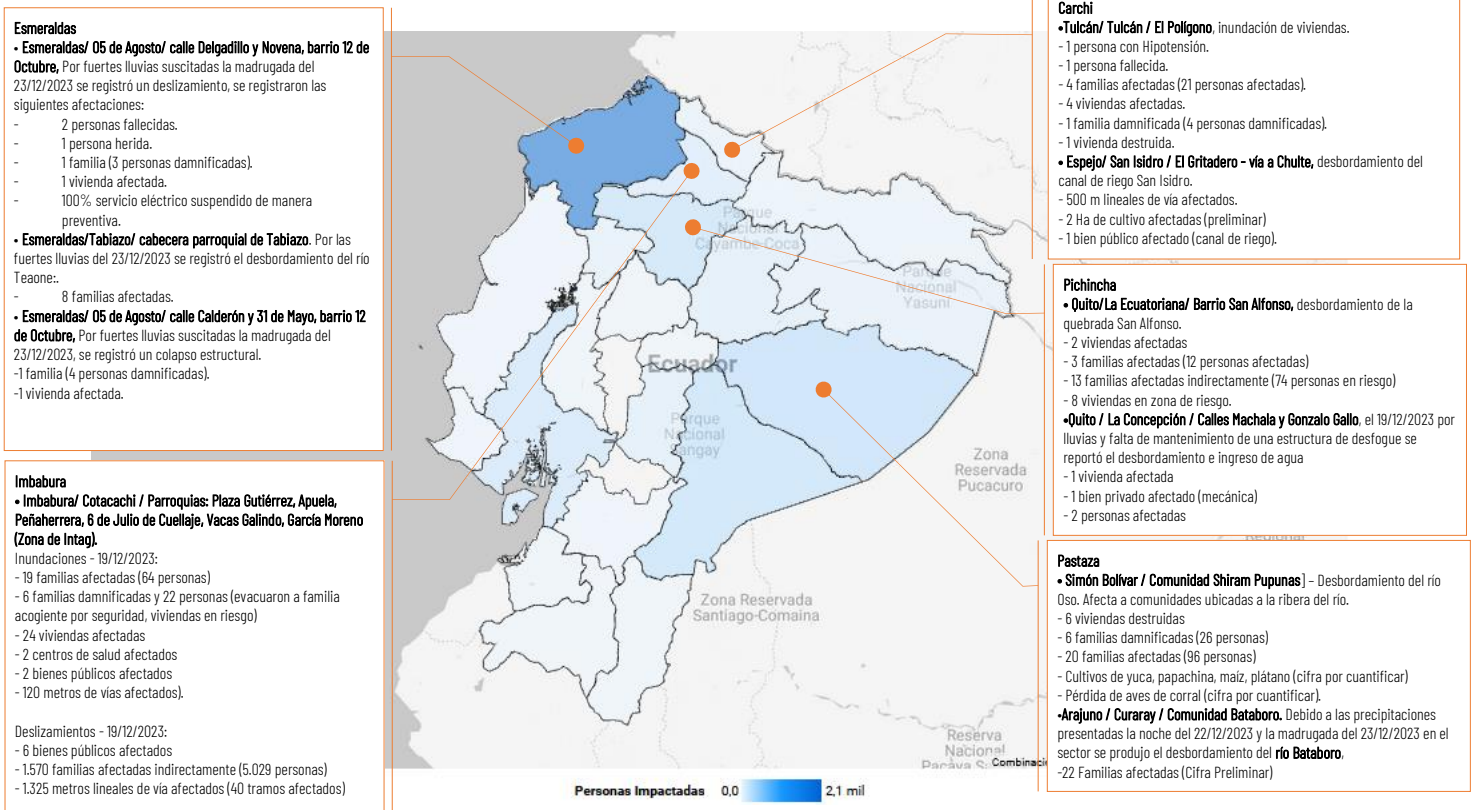 Esmeraldas
• Esmeraldas/ 05 de Agosto/ calle Delgadillo y Novena, barrio 12 de
Octubre, Por fuertes lluvias suscitadas la madrugada del
23/12/2023 se registró un deslizamiento, se registraron las
siguientes afectaciones:
- 2 personas fallecidas.
- 1 persona herida.
- 1 familia (3 personas damnificadas).
- 1 vivienda afectada.
- 100% servicio eléctrico suspendido de manera
preventiva.
• Esmeraldas/Tabiazo/ cabecera parroquial de Tabiazo. Por las
fuertes lluvias del 23/12/2023 se registró el desbordamiento del río
Teaone:.
- 8 familias afectadas.
• Esmeraldas/ 05 de Agosto/ calle Calderón y 31 de Mayo, barrio 12
de Octubre, Por fuertes lluvias suscitadas la madrugada del
23/12/2023, se registró un colapso estructural.
-1 familia (4 personas damnificadas).
-1 vivienda afectada.
Imbabura
• Imbabura/ Cotacachi / Parroquias: Plaza Gutiérrez, Apuela,
Peñaherrera, 6 de Julio de Cuellaje, Vacas Galindo, García Moreno
(Zona de Intag).
Inundaciones - 19/12/2023:
- 19 familias afectadas (64 personas)
- 6 familias damnificadas y 22 personas (evacuaron a familia
acogiente por seguridad, viviendas en riesgo)
- 24 viviendas afectadas
- 2 centros de salud afectados
- 2 bienes públicos afectados
- 120 metros de vías afectados).
Deslizamientos - 19/12/2023:
- 6 bienes públicos afectados
- 1.570 familias afectadas indirectamente (5.029 personas)
- 1.325 metros lineales de vía afectados (40 tramos afectados)
Parque
Nacional
Cayambe-Coca
Parque
Nacional
Yasuní
Ecuador
Parque
Nacional
Sangay
Zona
Reservada
Pucacuro
Zona Reservada
Santiago-Comaina
Reserva
Nacional
Pacaya S
Combinaci
Regional
Personas Impactadas 0,0 2,1 mil
Carchi
•Tulcán/ Tulcán / El Polígono, inundación de viviendas.
- 1 persona con Hipotensión.
- 1 persona fallecida.
- 4 familias afectadas (21 personas afectadas).
- 4 viviendas afectadas.
- 1 familia damnificada (4 personas damnificadas).
- 1 vivienda destruida.
• Espejo/ San Isidro / El Gritadero - vía a Chulte, desbordamiento del
canal de riego San Isidro.
- 500 m lineales de vía afectados.
- 2 Ha de cultivo afectadas (preliminar)
- 1 bien público afectado (canal de riego).
Pichincha
• Quito/La Ecuatoriana/ Barrio San Alfonso, desbordamiento de la
quebrada San Alfonso.
- 2 viviendas afectadas
- 3 familias afectadas (12 personas afectadas)
- 13 familias afectadas indirectamente (74 personas en riesgo)
- 8 viviendas en zona de riesgo.
•Quito / La Concepción / Calles Machala y Gonzalo Gallo, el 19/12/2023 por
lluvias y falta de mantenimiento de una estructura de desfogue se
reportó el desbordamiento e ingreso de agua
- 1 vivienda afectada
- 1 bien privado afectado (mecánica)
- 2 personas afectadas
Pastaza
• Simón Bolívar / Comunidad Shiram Pupunas] – Desbordamiento del río
Oso. Afecta a comunidades ubicadas a la ribera del río.
- 6 viviendas destruidas
- 6 familias damnificadas (26 personas)
- 20 familias afectadas (96 personas)
- Cultivos de yuca, papachina, maíz, plátano (cifra por cuantificar)
- Pérdida de aves de corral (cifra por cuantificar).
•Arajuno / Curaray / Comunidad Bataboro. Debido a las precipitaciones
presentadas la noche del 22/12/2023 y la madrugada del 23/12/2023 en el
sector se produjo el desbordamiento del río Bataboro,
-22 Familias afectadas (Cifra Preliminar)